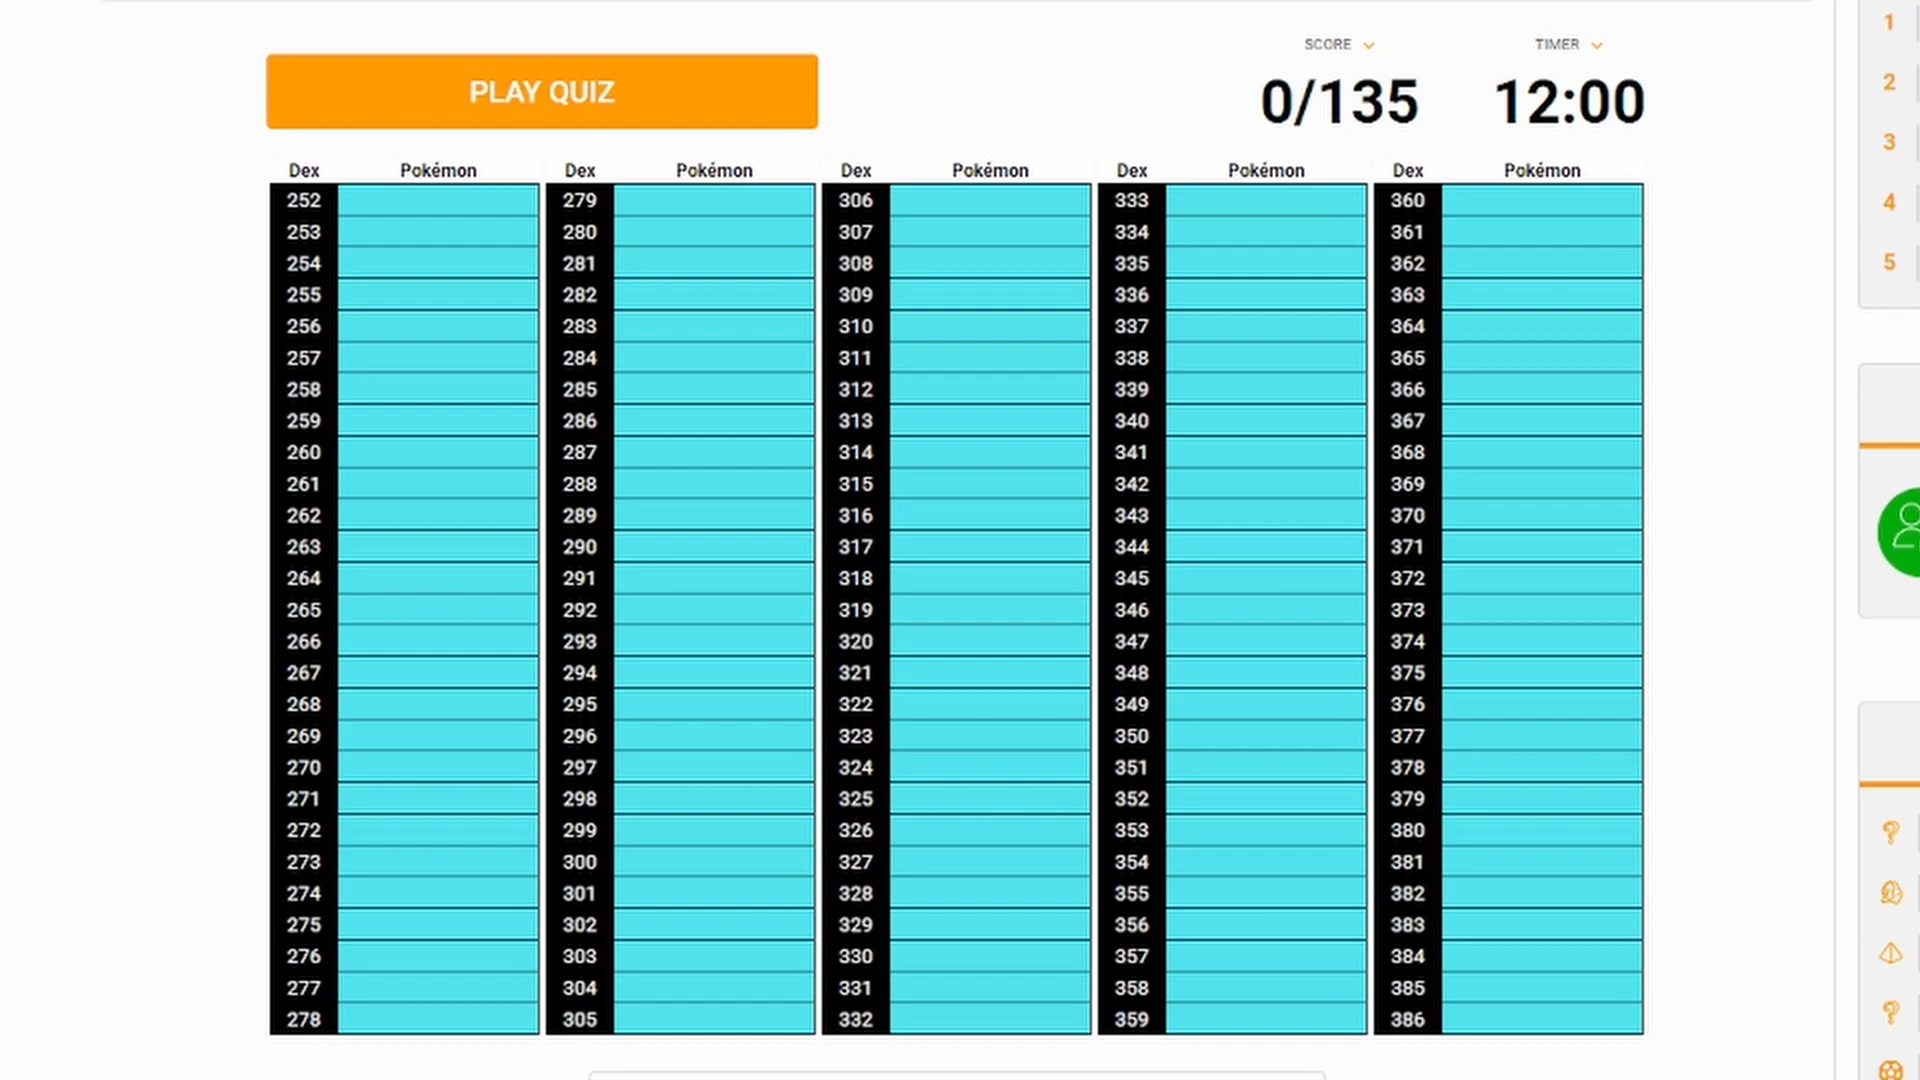 SCORE TIMER
PLAY QUIZ 0/135 12:00
Dex Pokémon Dex Pokémon Dex Pokémon Dex Pokémon Dex Pokémon
252 279 306 333 360
253 280 307 334 361
254 281 308 335 362
255 282 309 336 363
256 283 310 337 364
257 284 311 338 365
258 285 312 339 366
259 286 313 340 367
260 287 314 341 368
261 288 315 342 369
262 289 316 343 370
263 290 317 344 371
264 291 318 345 372
265 292 319 346 373
266 293 320 347 374
267 294 321 348 375
268 295 322 349 376
269 296 323 350 377
270 297 324 351 378
271 298 325 352 379
272 299 326 353 380
273 300 327 354 381
274 301 328 355 382
275 302 329 356 383
276 303 330 357 384
277 304 331 358 385
278 305 332 359 386
1
2
3
4
5